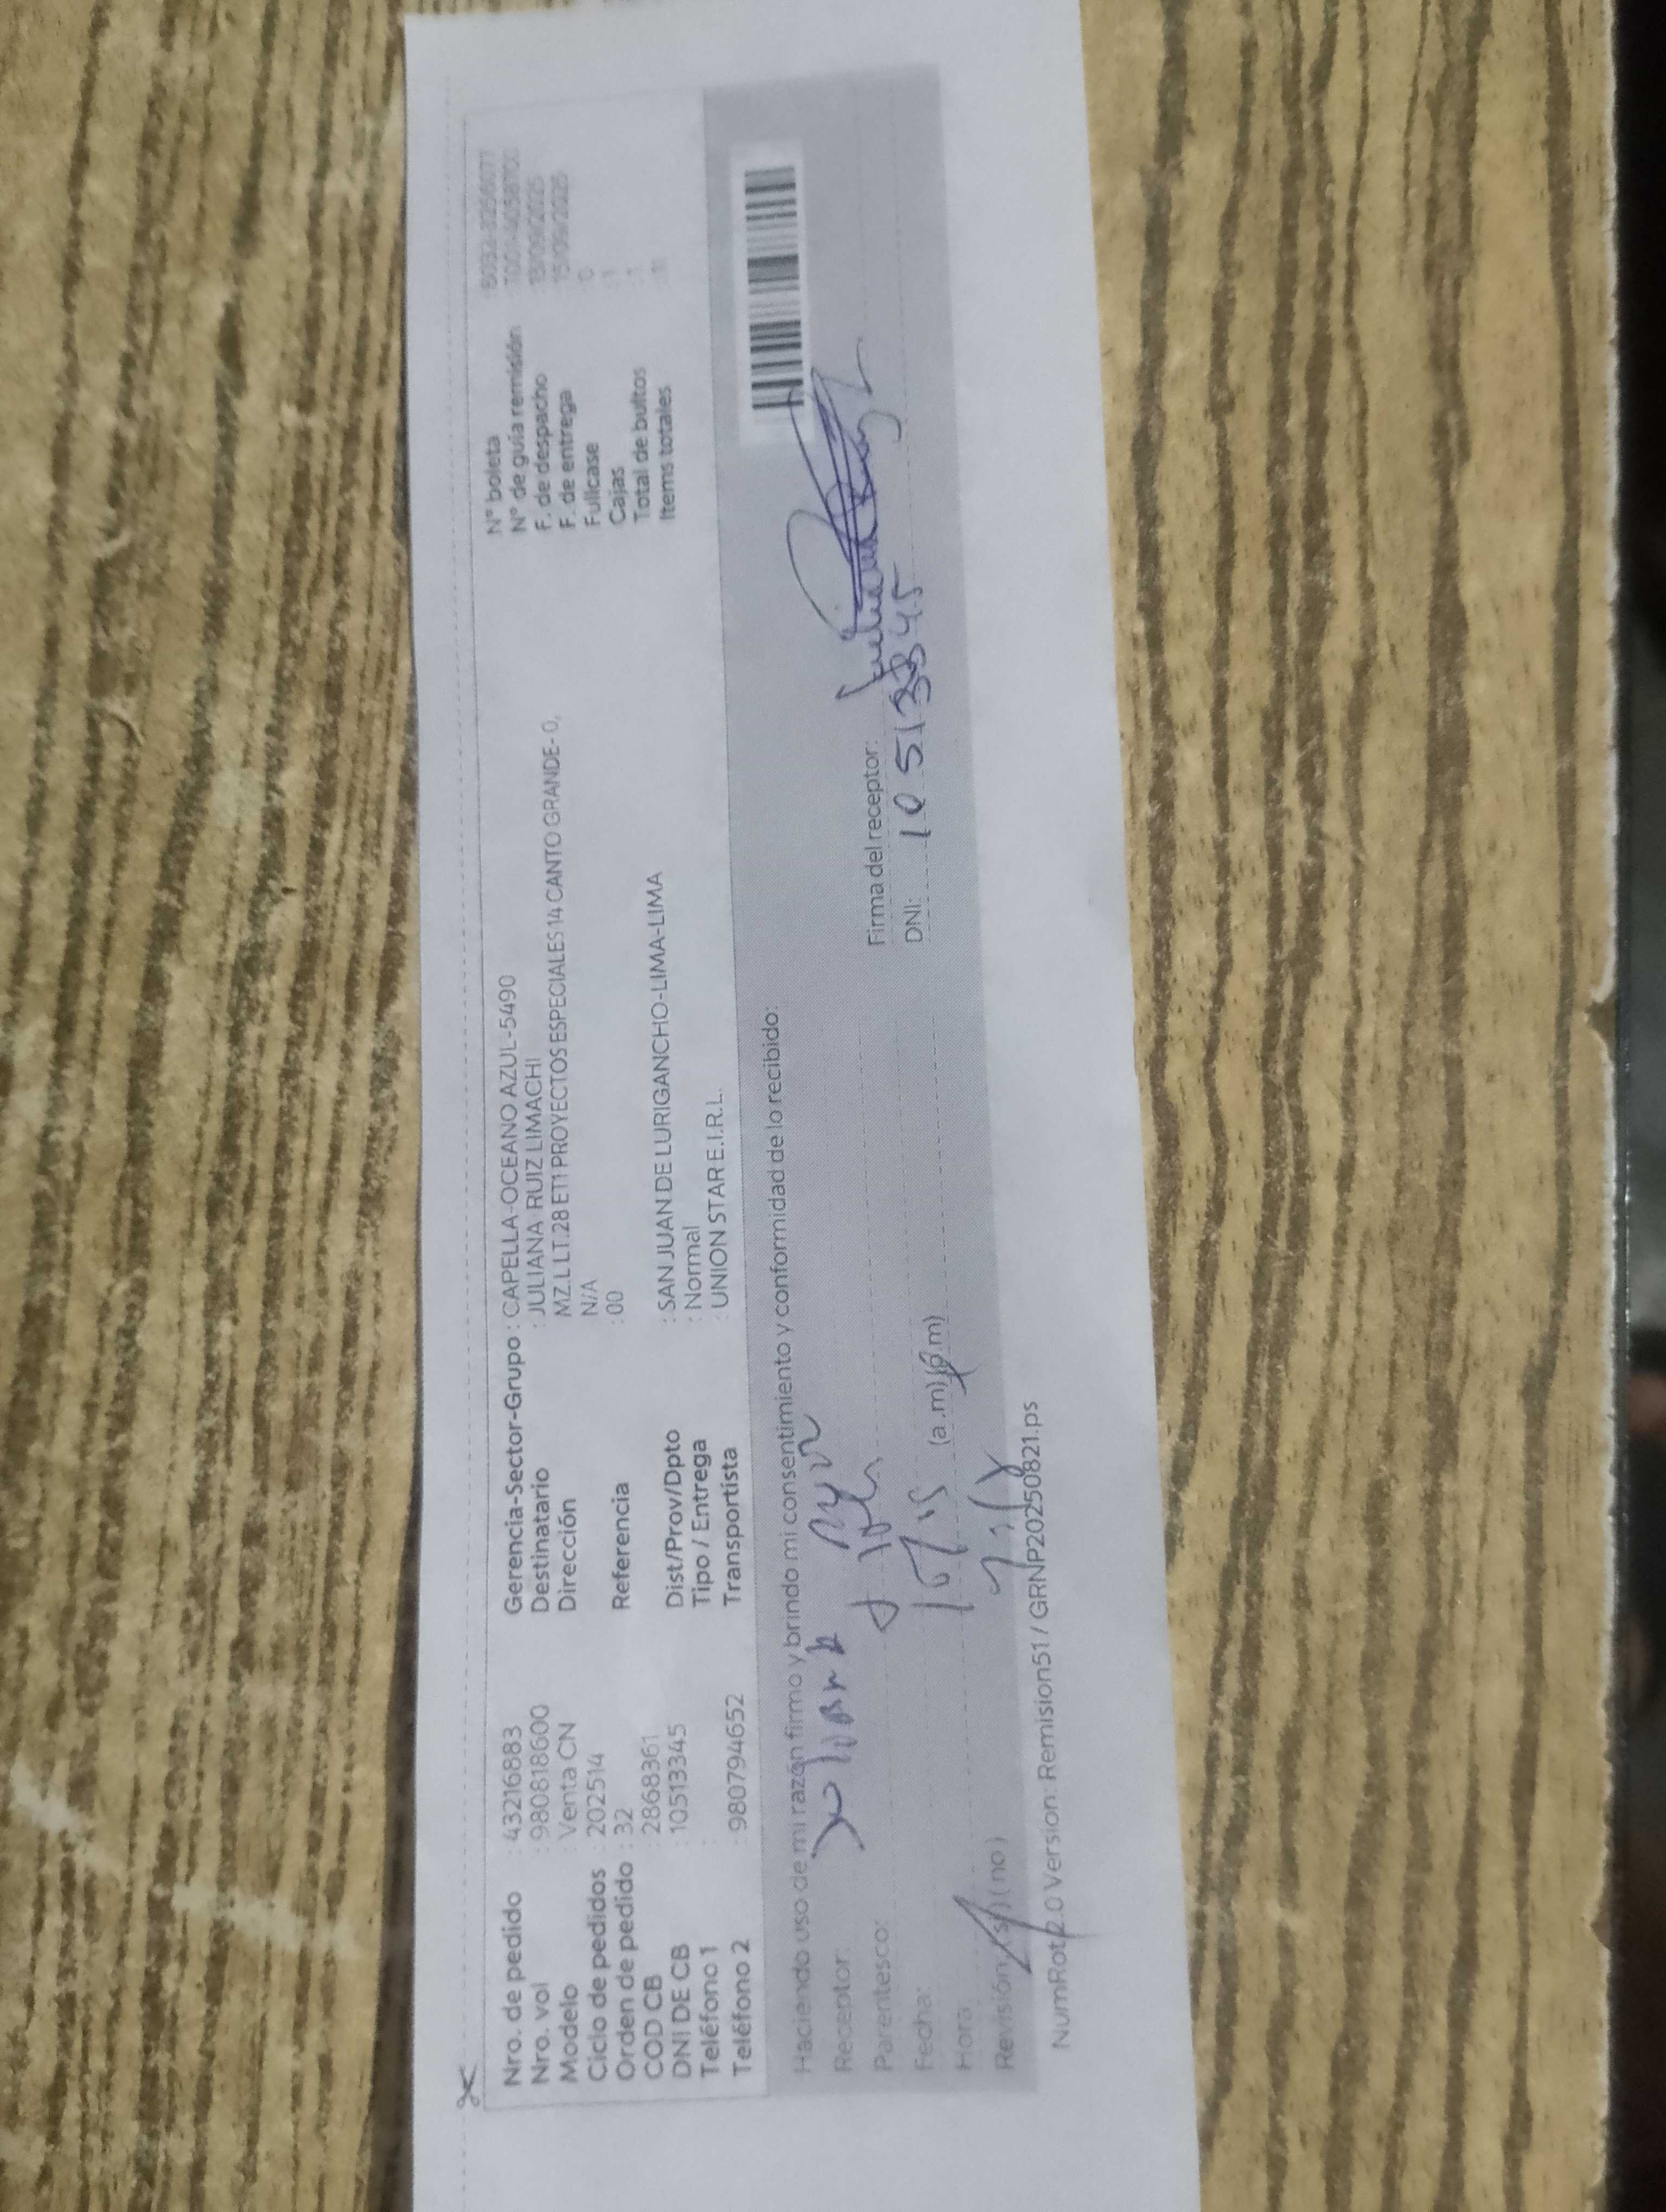 Nro. de pedido : 43216883
Nro. vol : 9808181600
Modelo : Venta CN
Ciclo de pedidos : 202514
Orden de pedido : 32
COD CB : 2868361
DNI DE CB : 10513345
Teléfono 1 :
Teléfono 2 : 980794652
Gerencia-Sector-Grupo : CAPELLA-OCEANO AZUL-5490
Destinatario : JULIANA RUIZ LIMACHI
Dirección MZ.L LT.28 ET1 PROYECTOS ESPECIALES 14 CANTO GRANDE- 0,
N/A
Referencia : 00
Dist/Prov/Dpto : SAN JUAN DE LURIGANCHO-LIMA-LIMA
Tipo / Entrega : Normal
Transportista : UNION STAR E.I.R.L.
N° boleta
N° de guía remisión
F. de despacho
F. de entrega
Fullcase 0
Cajas 1
Total de bultos : 1
Items totales
Haciendo uso de mi razón firmo y brindo mi consentimiento y conformidad de lo recibido:
Receptor:
Parentesco:
Fecha:
Hora: (a.m) (p.m)
Revisión: (si) (no)
Firma del receptor:
DNI:
NumRot 2.0 Version: Remision51 / GRNP20250821.ps